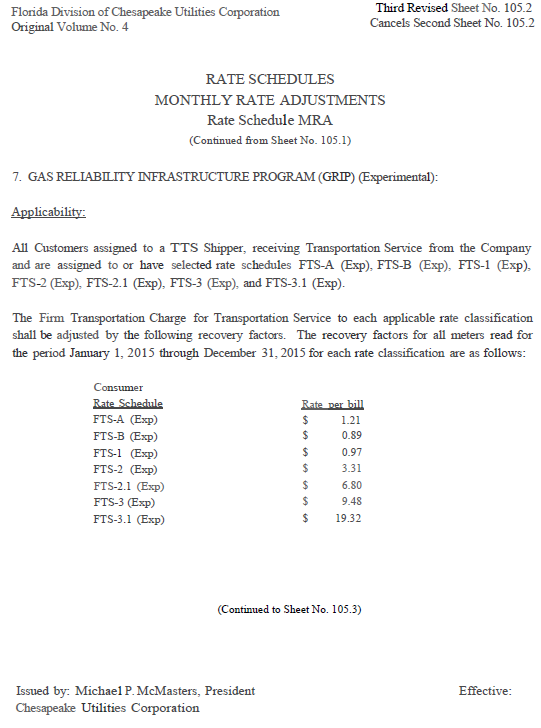 Florida Division of Chesapeake Utilities Corporation
Original Volume No. 4
Third Revised Sheet No. 105.2
Cancels Second Sheet No. 105.2
RATE SCHEDULES
MONTHLY RATE ADJUSTMENTS
Rate Schedule MRA
(Continued from Sheet No. 105.1)
7. GAS RELIABILITY INFRASTRUCTURE PROGRAM (GRIP) (Experimental):
Applicability:
All Customers assigned to a TTS Shipper, receiving Transportation Service from the Company
and are assigned to or have selected rate schedules FTS-A (Exp), FTS-B (Exp), FTS-1 (Exp),
FTS-2 (Exp), FTS-2.1 (Exp), FTS-3 (Exp), and FTS-3.1 (Exp).
The Firm Transportation Charge for Transportation Service to each applicable rate classification
shall be adjusted by the following recovery factors. The recovery factors for all meters read for
the period January 1, 2015 through December 31, 2015 for each rate classification are as follows:
Consumer
Rate Schedule Rate per bill
FTS-A (Exp) $ 1.21
FTS-B (Exp) $ 0.89
FTS-1 (Exp) $ 0.97
FTS-2 (Exp) $ 3.31
FTS-2.1 (Exp) $ 6.80
FTS-3 (Exp) $ 9.48
FTS-3.1 (Exp) $ 19.32
(Continued to Sheet No. 105.3)
Issued by: Michael P. McMasters, President Effective:
Chesapeake Utilities Corporation